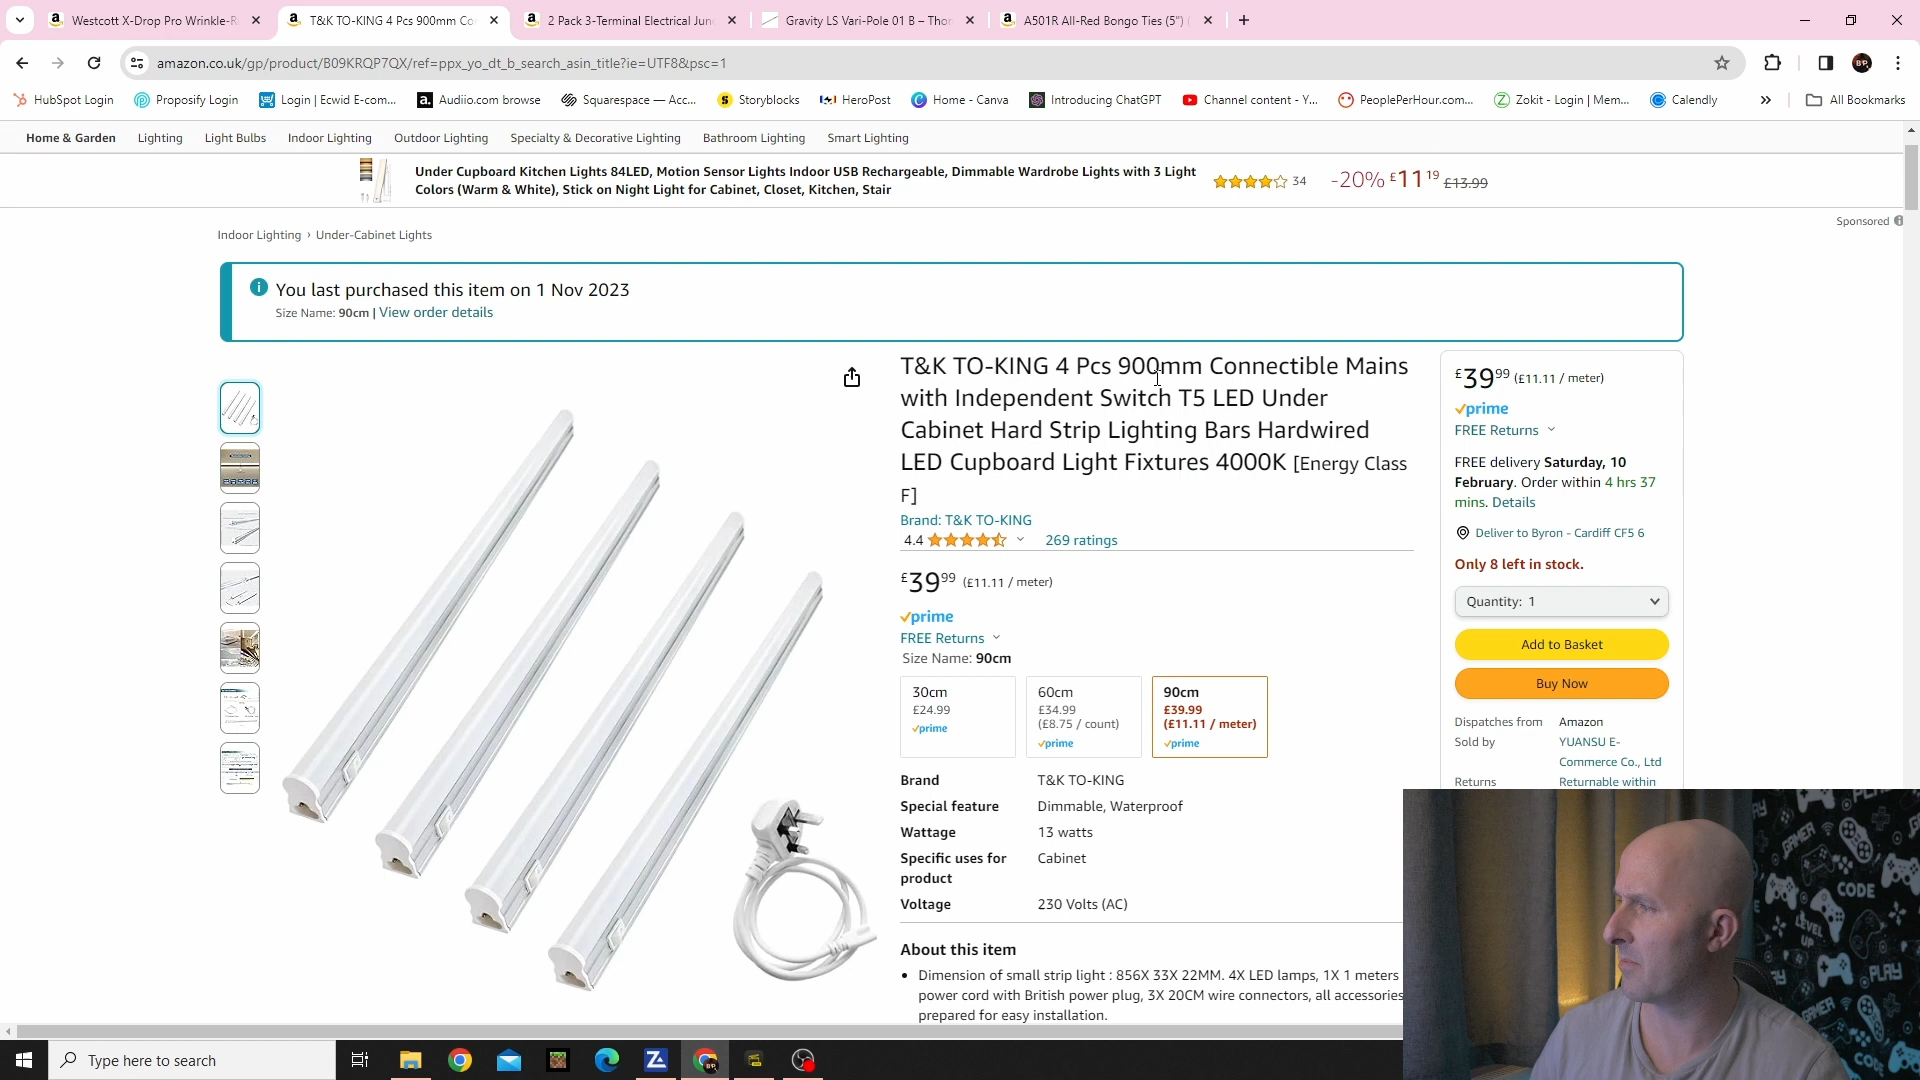 Westcott X-Drop Pro Wrinkle-R
T&K TO-KING 4 Pcs 900mm Co
2 Pack 3-Terminal Electrical Jun
Gravity LS Vari-Pole 01 B – Thon
A501R All-Red Bongo Ties (5") (
amazon.co.uk/gp/product/B09KRQP7QX/ref=ppx_yo_dt_b_search_asin_title?ie=UTF8&psc=1
HubSpot Login
Proposify Login
Login | Ecwid E-com...
Audiio.com browse
Squarespace — Acc...
Storyblocks
HeroPost
Home - Canva
Introducing ChatGPT
Channel content - Y...
PeoplePerHour.com...
Zokit - Login | Mem...
Calendly
All Bookmarks
Home & Garden
Lighting
Light Bulbs
Indoor Lighting
Outdoor Lighting
Specialty & Decorative Lighting
Bathroom Lighting
Smart Lighting
Under Cupboard Kitchen Lights 84LED, Motion Sensor Lights Indoor USB Rechargeable, Dimmable Wardrobe Lights with 3 Light
Colors (Warm & White), Stick on Night Light for Cabinet, Closet, Kitchen, Stair
34
-20% £11 19 £13.99
Sponsored
Indoor Lighting › Under-Cabinet Lights
You last purchased this item on 1 Nov 2023
Size Name: 90cm | View order details
T&K TO-KING 4 Pcs 900mm Connectible Mains
with Independent Switch T5 LED Under
Cabinet Hard Strip Lighting Bars Hardwired
LED Cupboard Light Fixtures 4000K [Energy Class
F]
Brand: T&K TO-KING
4.4
269 ratings
£39 99 (£11.11 / meter)
prime
FREE Returns
Size Name: 90cm
30cm
£24.99
prime
60cm
£34.99
(£8.75 / count)
prime
90cm
£39.99
(£11.11 / meter)
prime
Brand T&K TO-KING
Special feature Dimmable, Waterproof
Wattage 13 watts
Specific uses for Cabinet
product
Voltage 230 Volts (AC)
About this item
• Dimension of small strip light : 856X 33X 22MM. 4X LED lamps, 1X 1 meters
power cord with British power plug, 3X 20CM wire connectors, all accessories
prepared for easy installation.
£39 99 (£11.11 / meter)
prime
FREE Returns
FREE delivery Saturday, 10
February. Order within 4 hrs 37
mins. Details
Deliver to Byron - Cardiff CF5 6
Only 8 left in stock.
Quantity: 1
Add to Basket
Buy Now
Dispatches from Amazon
Sold by YUANSU E-
Commerce Co., Ltd
Returns Returnable within
GAMER
CODE
LEVEL
UP
PLAY
GAMER
CODE
Type here to search